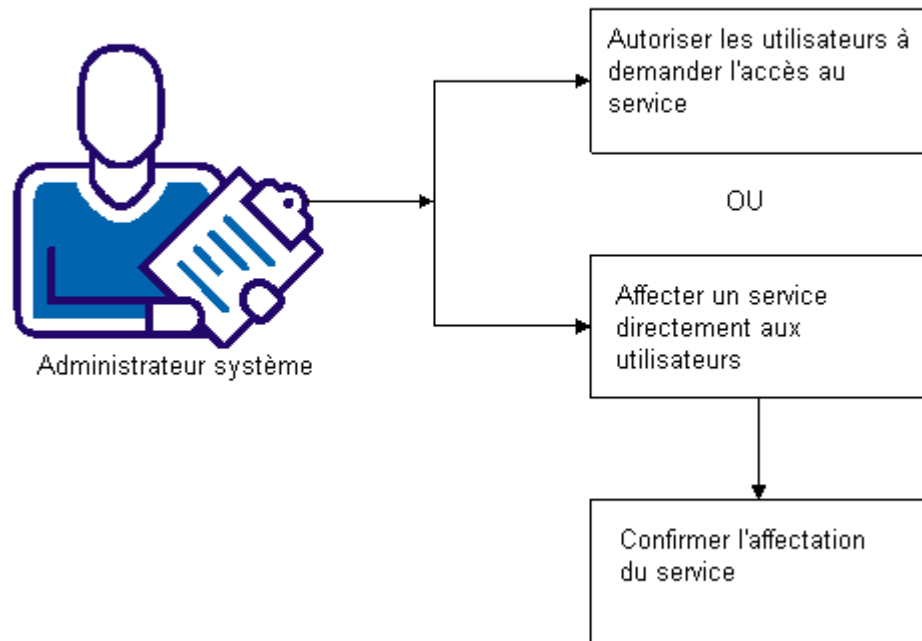 Autoriser les utilisateurs à
demander l'accès au
service
OU
Affecter un service
directement aux
utilisateurs
Administrateur système
Confirmer l'affectation
du service